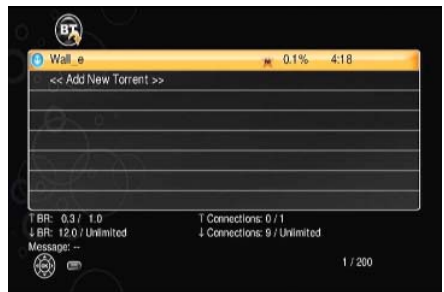 BT
Wall_e 0.1% 4:18
<< Add New Torrent >>
↑ BR: 0.3 / 1.0 ↑ Connections: 0 / 1
↓ BR: 12.0 / Unlimited ↓ Connections: 9 / Unlimited
Message: --
OK
1 / 200